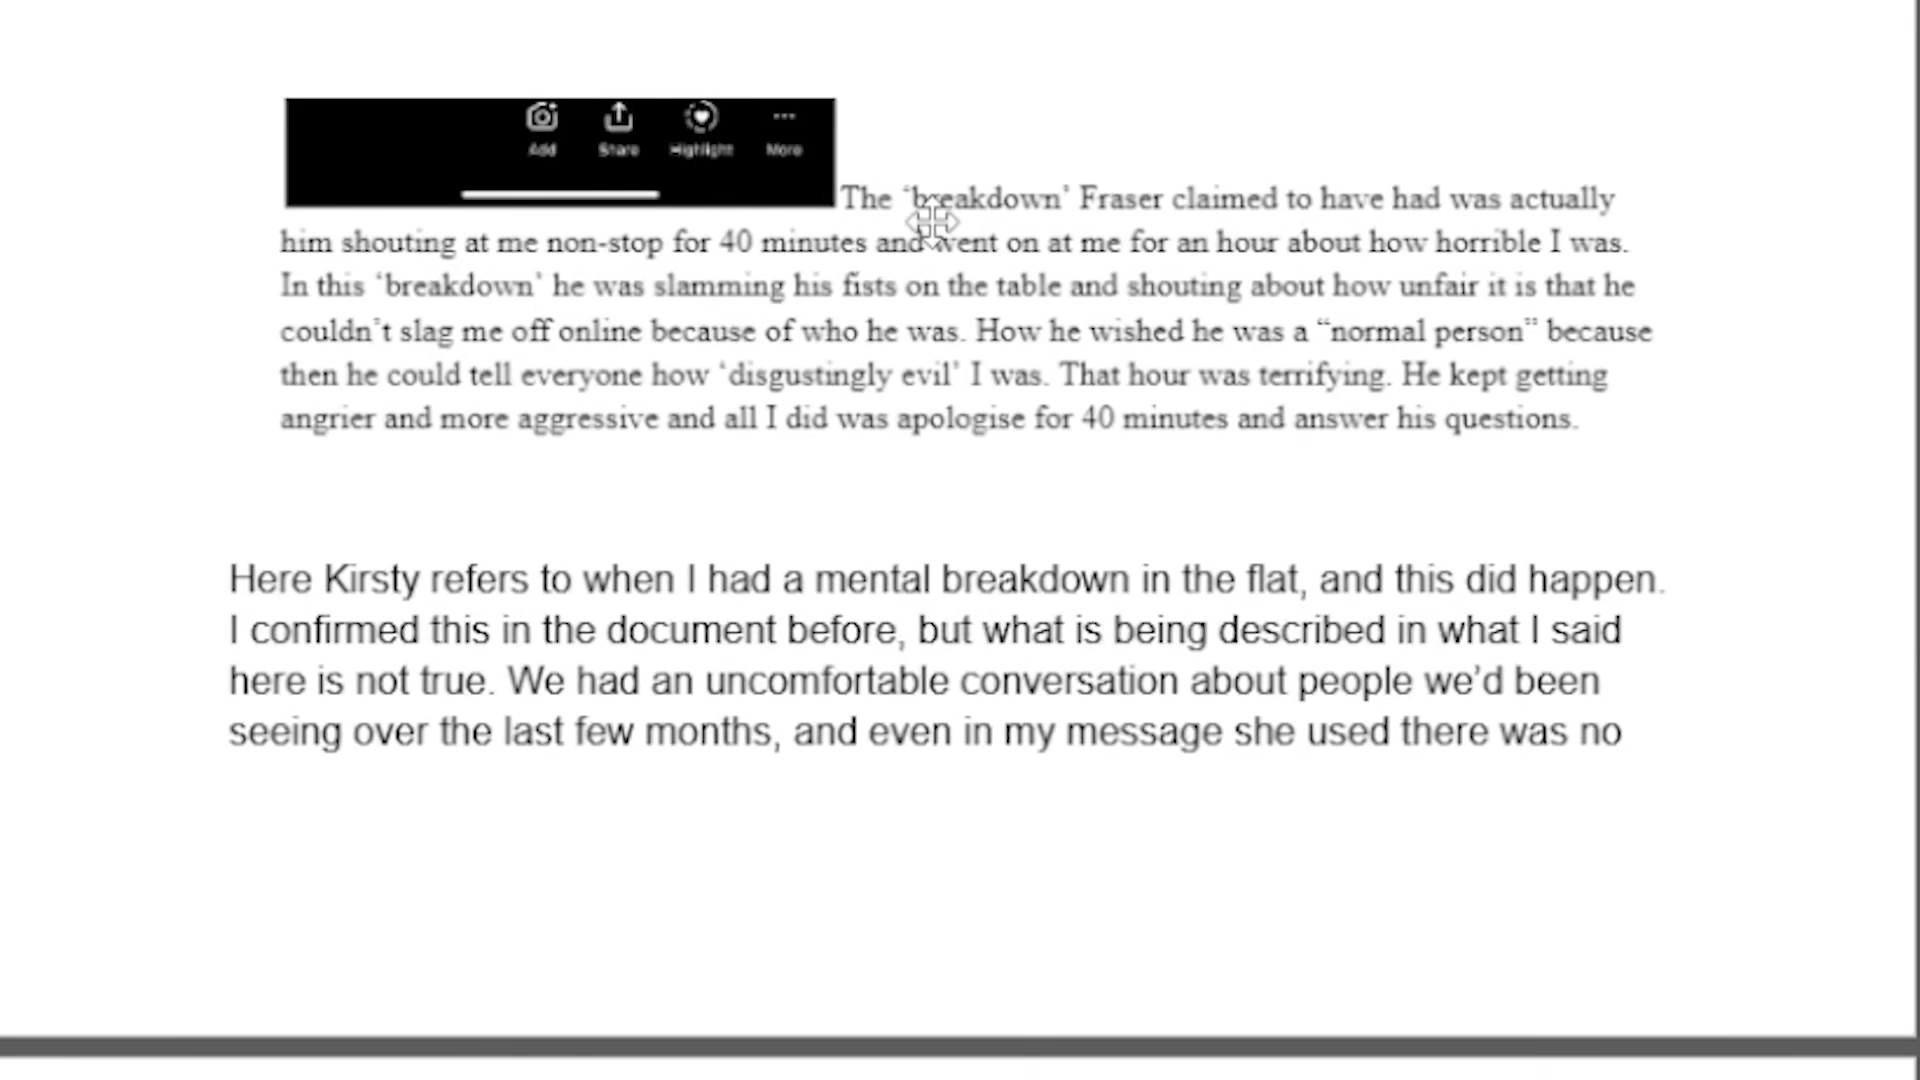 Add Share Highlight More
The ‘breakdown’ Fraser claimed to have had was actually
him shouting at me non-stop for 40 minutes and went on at me for an hour about how horrible I was.
In this ‘breakdown’ he was slamming his fists on the table and shouting about how unfair it is that he
couldn’t slag me off online because of who he was. How he wished he was a “normal person” because
then he could tell everyone how ‘disgustingly evil’ I was. That hour was terrifying. He kept getting
angrier and more aggressive and all I did was apologise for 40 minutes and answer his questions.
Here Kirsty refers to when I had a mental breakdown in the flat, and this did happen.
I confirmed this in the document before, but what is being described in what I said
here is not true. We had an uncomfortable conversation about people we’d been
seeing over the last few months, and even in my message she used there was no